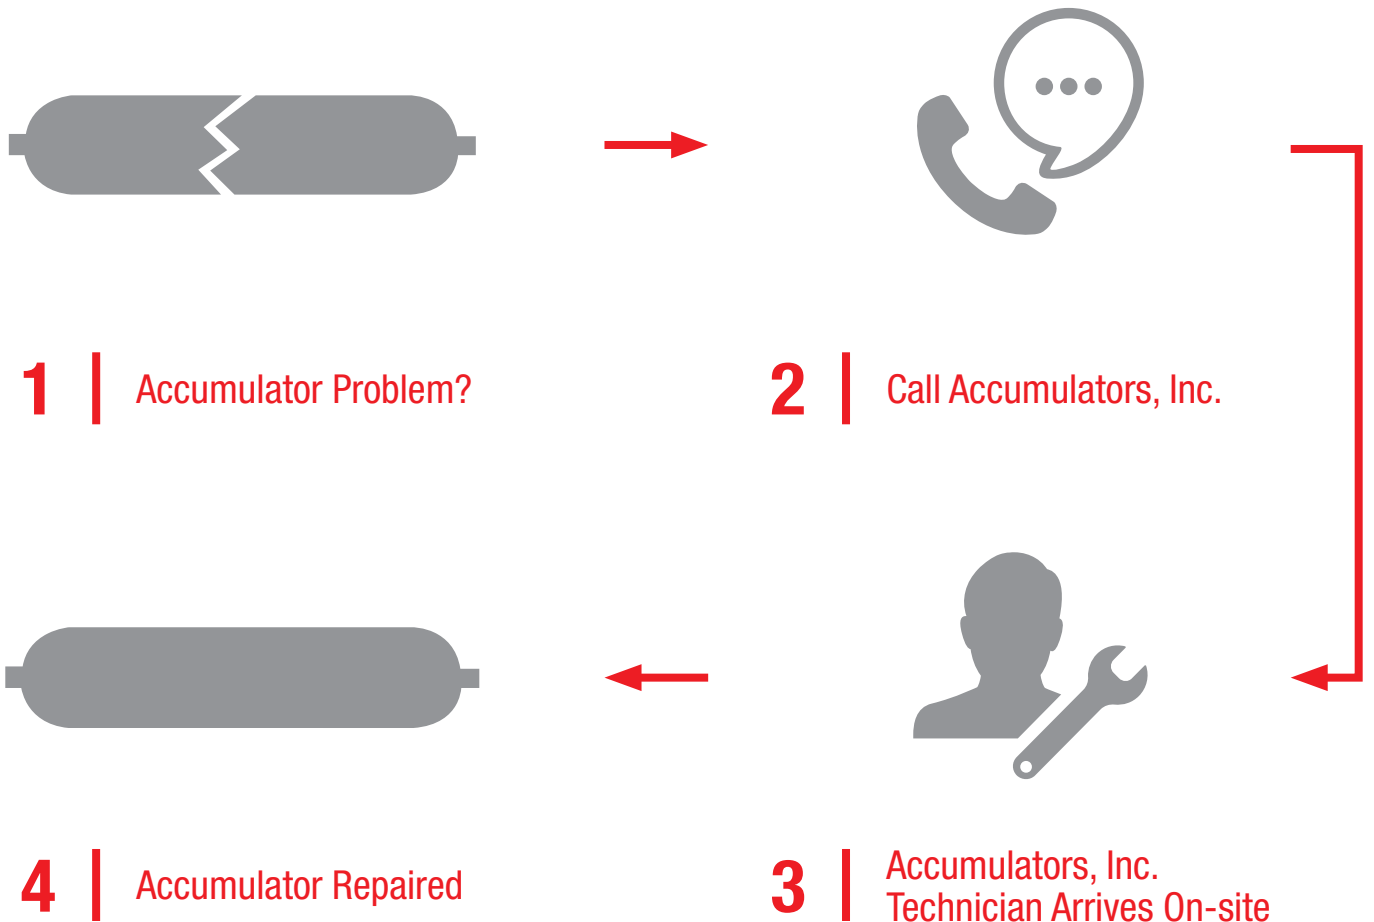 1
Accumulator Problem?
2
Call Accumulators, Inc.
4
Accumulator Repaired
3
Accumulators, Inc.
Technician Arrives On-site